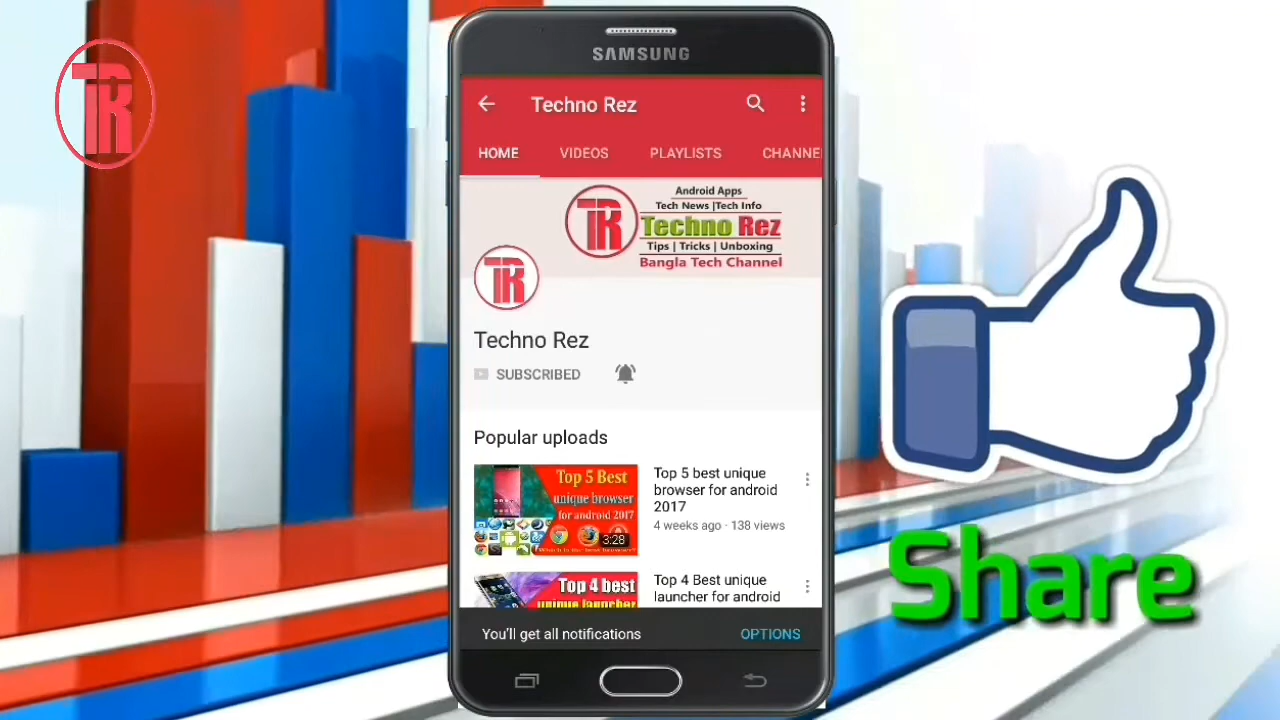 TR
SAMSUNG
Techno Rez
HOME VIDEOS PLAYLISTS CHANNE
Android Apps
Tech News |Tech Info
TR
Techno Rez
Tips | Tricks | Unboxing
Bangla Tech Channel
TR
Techno Rez
SUBSCRIBED
Popular uploads
Top 5 Best
unique browser
for android 2017
3:28
Top 5 best unique
browser for android
2017
4 weeks ago · 138 views
Top 4 best
unique launcher
Top 4 Best unique
launcher for android
You'll get all notifications OPTIONS
Share